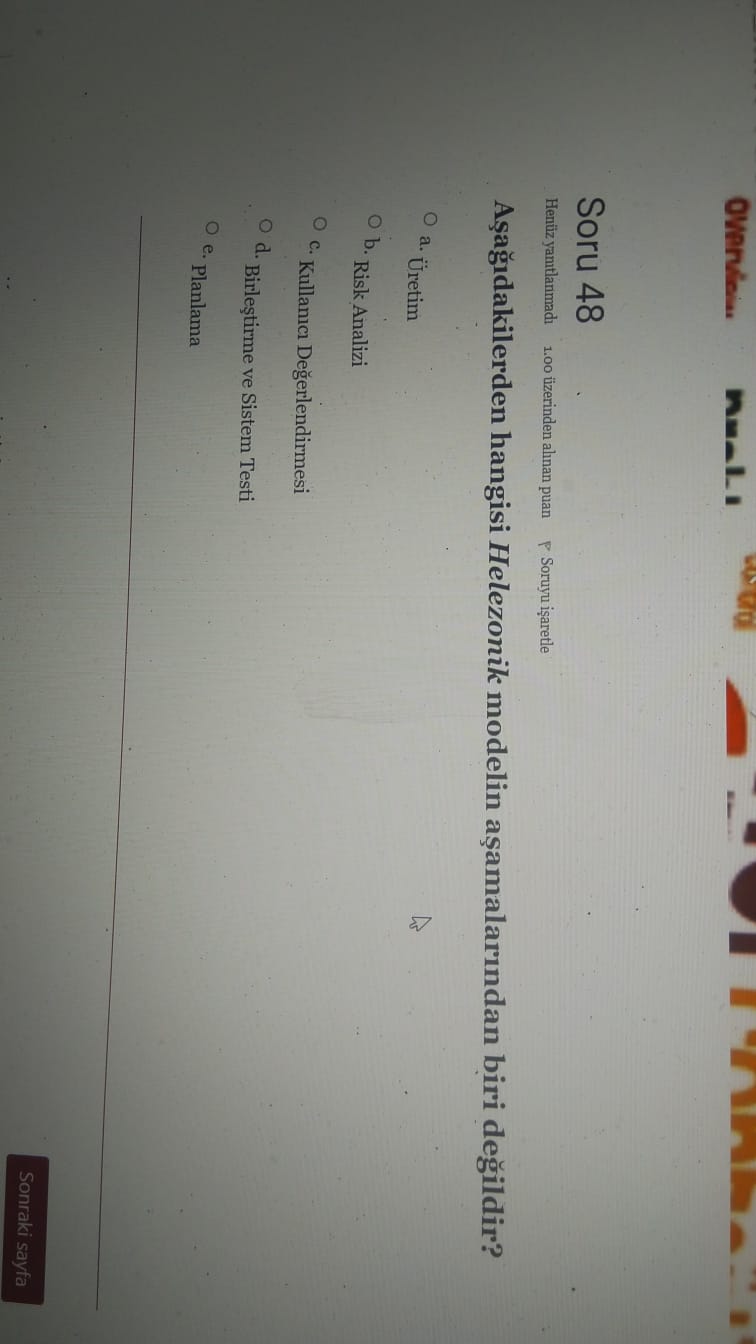 overview
Soru 48
Henüz yanıtlanmadı 1.00 üzerinden alınan puan Soruyu işaretle
Aşağıdakilerden hangisi Helezonik modelin aşamalarından biri değildir?
a. Üretim
b. Risk Analizi
c. Kullanıcı Değerlendirmesi
d. Birleştirme ve Sistem Testi
e. Planlama
Sonraki sayfa